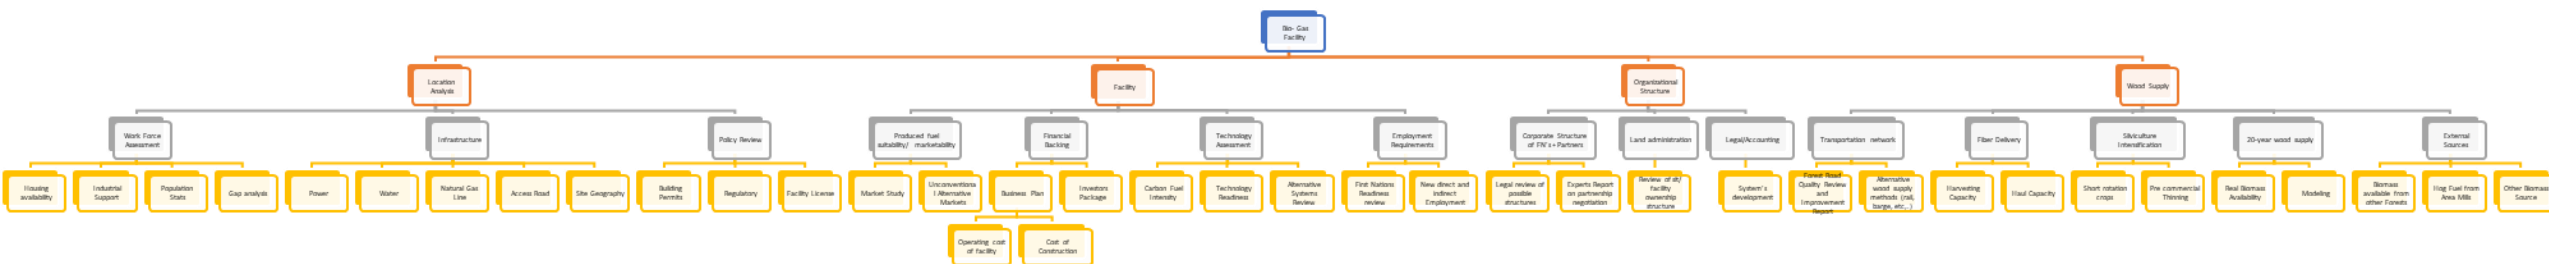 Bio- Gas
Facility
Location
Analysis
Facility
Organizational
Structure
Wood Supply
Work Force
Assessment
Infrastructure
Policy Review
Produced fuel
suitability/ marketability
Financial
Backing
Technology
Assessment
Employment
Requirements
Corporate Structure
of FN's+Partners
Land administration
Legal/Accounting
Transportation network
Fiber Delivery
Silviculture
Intensification
20-year wood supply
External
Sources
Housing
availability
Industrial
Support
Population
Stats
Gap analysis
Power
Water
Natural Gas
Line
Access Road
Site Geography
Building
Permits
Regulatory
Facility License
Market Study
Unconventiona
l Alternative
Markets
Business Plan
Investors
Package
Carbon Fuel
Intensity
Technology
Readiness
Alternative
Systems
Review
First Nations
Readiness
review
New direct and
indirect
Employment
Legal review of
possible
structures
Experts Report
on partnership
negotiation
Review of
facility
ownership
structure
System's
development
Forest Road
Quality Review
and
Improvement
Report
Alternative
wood supply
methods (rail,
barge, etc,.)
Harvesting
Capacity
Haul Capacity
Short rotation
crops
Pre commercial
Thinning
Real Biomass
Availability
Modeling
Biomass
available from
other Forests
Hog Fuel from
Area Mills
Other Biomass
Source
Operating cost
of facility
Cost of
Construction